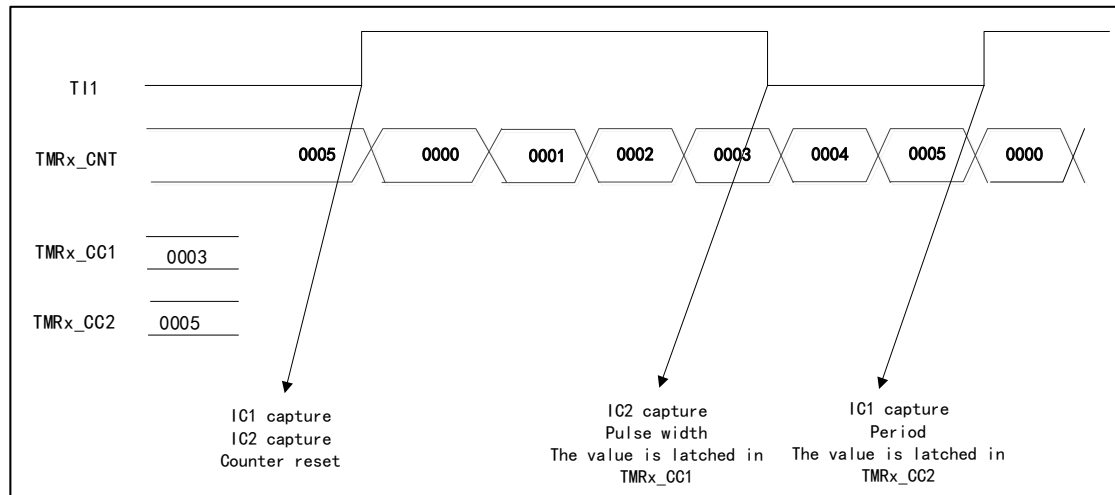 TI1
TMRx_CNT
0005 0000 0001 0002 0003 0004 0005 0000
TMRx_CC1
0003
TMRx_CC2
0005
IC1 capture
IC2 capture
Counter reset
IC2 capture
Pulse width
The value is latched in
TMRx_CC1
IC1 capture
Period
The value is latched in
TMRx_CC2